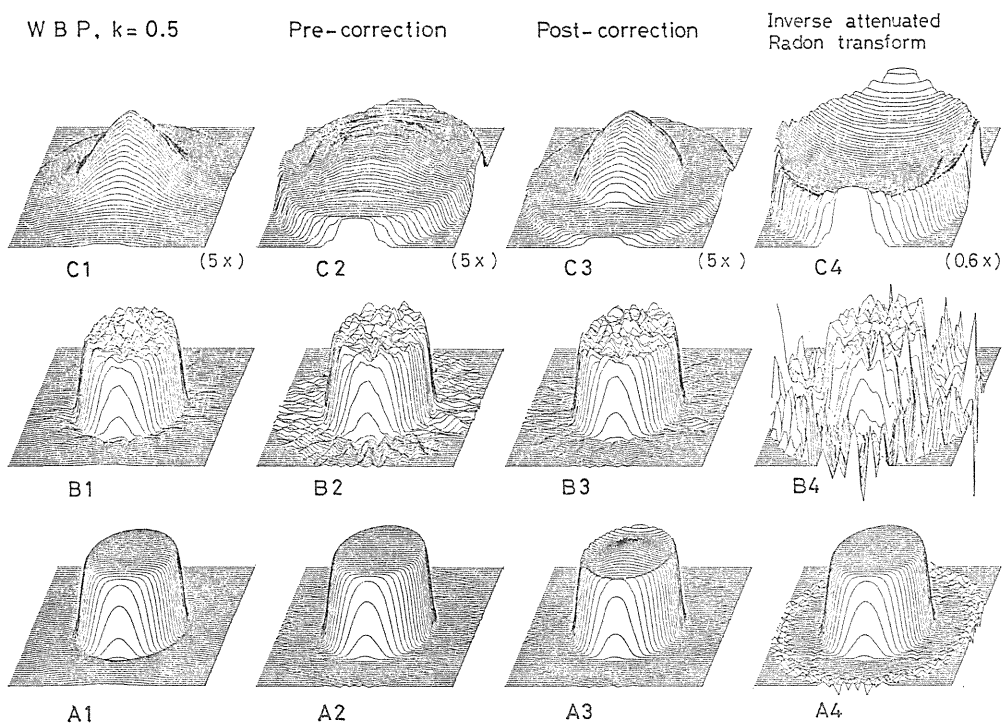 W B P, k = 0.5
Pre-correction
Post-correction
Inverse attenuated
Radon transform
C1
(5x)
C2
(5x)
C3
(5x)
C4
(0.6x)
B1
B2
B3
B4
A1
A2
A3
A4